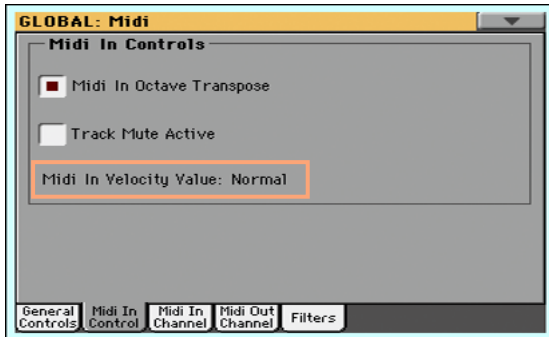 GLOBAL: Midi
Midi In Controls
Midi In Octave Transpose
Track Mute Active
Midi In Velocity Value: Normal
General Controls
Midi In Control
Midi In Channel
Midi Out Channel
Filters